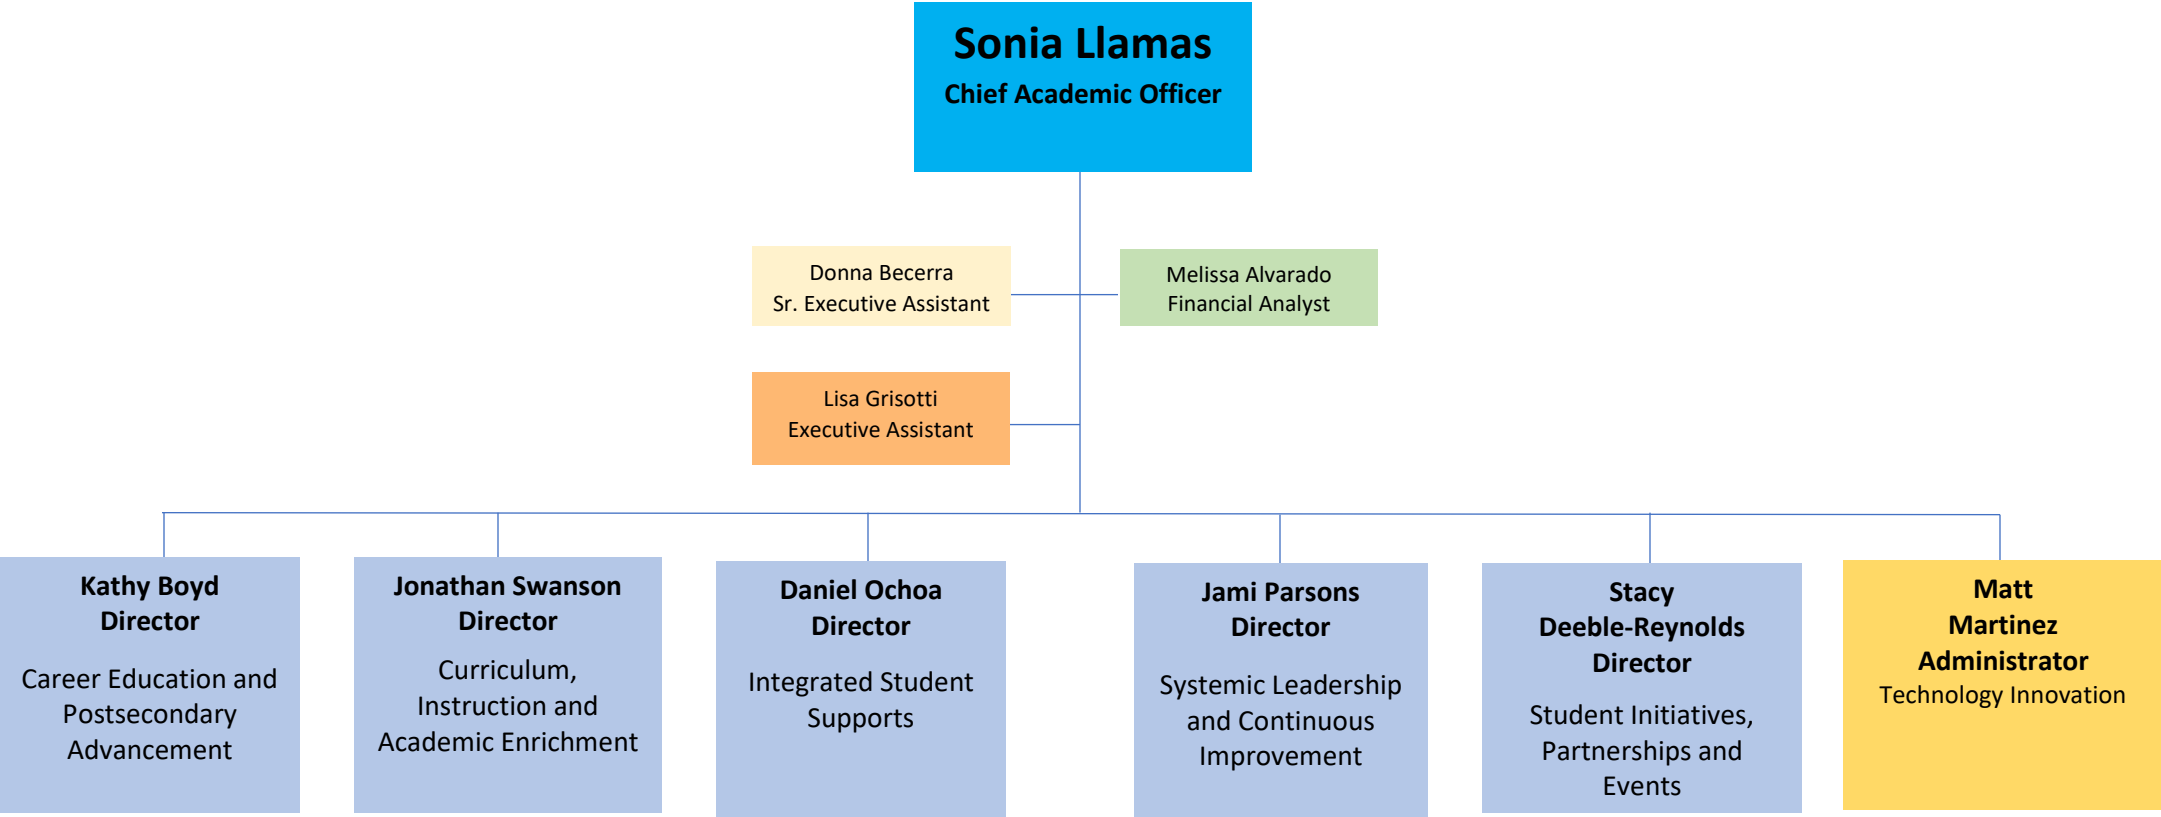 Sonia Llamas
Chief Academic Officer
Donna Becerra
Sr. Executive Assistant
Melissa Alvarado
Financial Analyst
Lisa Grisotti
Executive Assistant
Kathy Boyd
Director
Career Education and
Postsecondary
Advancement
Jonathan Swanson
Director
Curriculum,
Instruction and
Academic Enrichment
Daniel Ochoa
Director
Integrated Student
Supports
Jami Parsons
Director
Systemic Leadership
and Continuous
Improvement
Stacy
Deeble-Reynolds
Director
Student Initiatives,
Partnerships and
Events
Matt
Martinez
Administrator
Technology Innovation